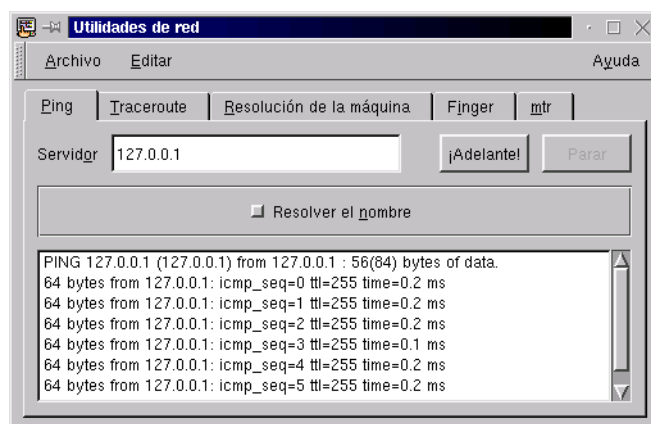 Utilidades de red
Archivo Editar Ayuda
Ping Traceroute Resolución de la máquina Finger mtr
Servidor 127.0.0.1 ¡Adelante! Parar
Resolver el nombre
PING 127.0.0.1 (127.0.0.1) from 127.0.0.1 : 56(84) bytes of data.
64 bytes from 127.0.0.1: icmp_seq=0 ttl=255 time=0.2 ms
64 bytes from 127.0.0.1: icmp_seq=1 ttl=255 time=0.2 ms
64 bytes from 127.0.0.1: icmp_seq=2 ttl=255 time=0.2 ms
64 bytes from 127.0.0.1: icmp_seq=3 ttl=255 time=0.1 ms
64 bytes from 127.0.0.1: icmp_seq=4 ttl=255 time=0.2 ms
64 bytes from 127.0.0.1: icmp_seq=5 ttl=255 time=0.2 ms